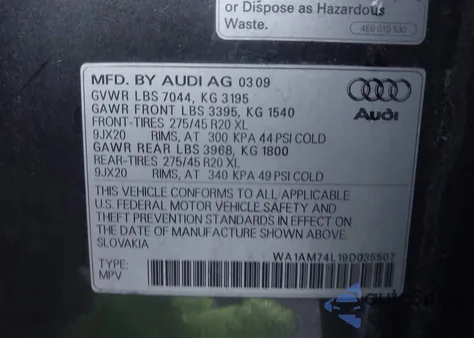 or Dispose as Hazardous
Waste.
4E0 010 530
MFD. BY AUDI AG 03 09
GVWR LBS 7044, KG 3195
GAWR FRONT LBS 3395, KG 1540
FRONT-TIRES 275/45 R20 XL
9JX20 RIMS, AT 300 KPA 44 PSI COLD
GAWR REAR LBS 3968, KG 1800
REAR-TIRES 275/45 R20 XL
9JX20 RIMS, AT 340 KPA 49 PSI COLD
Audi
THIS VEHICLE CONFORMS TO ALL APPLICABLE
U.S. FEDERAL MOTOR VEHICLE SAFETY AND
THEFT PREVENTION STANDARDS IN EFFECT ON
THE DATE OF MANUFACTURE SHOWN ABOVE.
SLOVAKIA
WA1AM74L19D035507
TYPE:
MPV